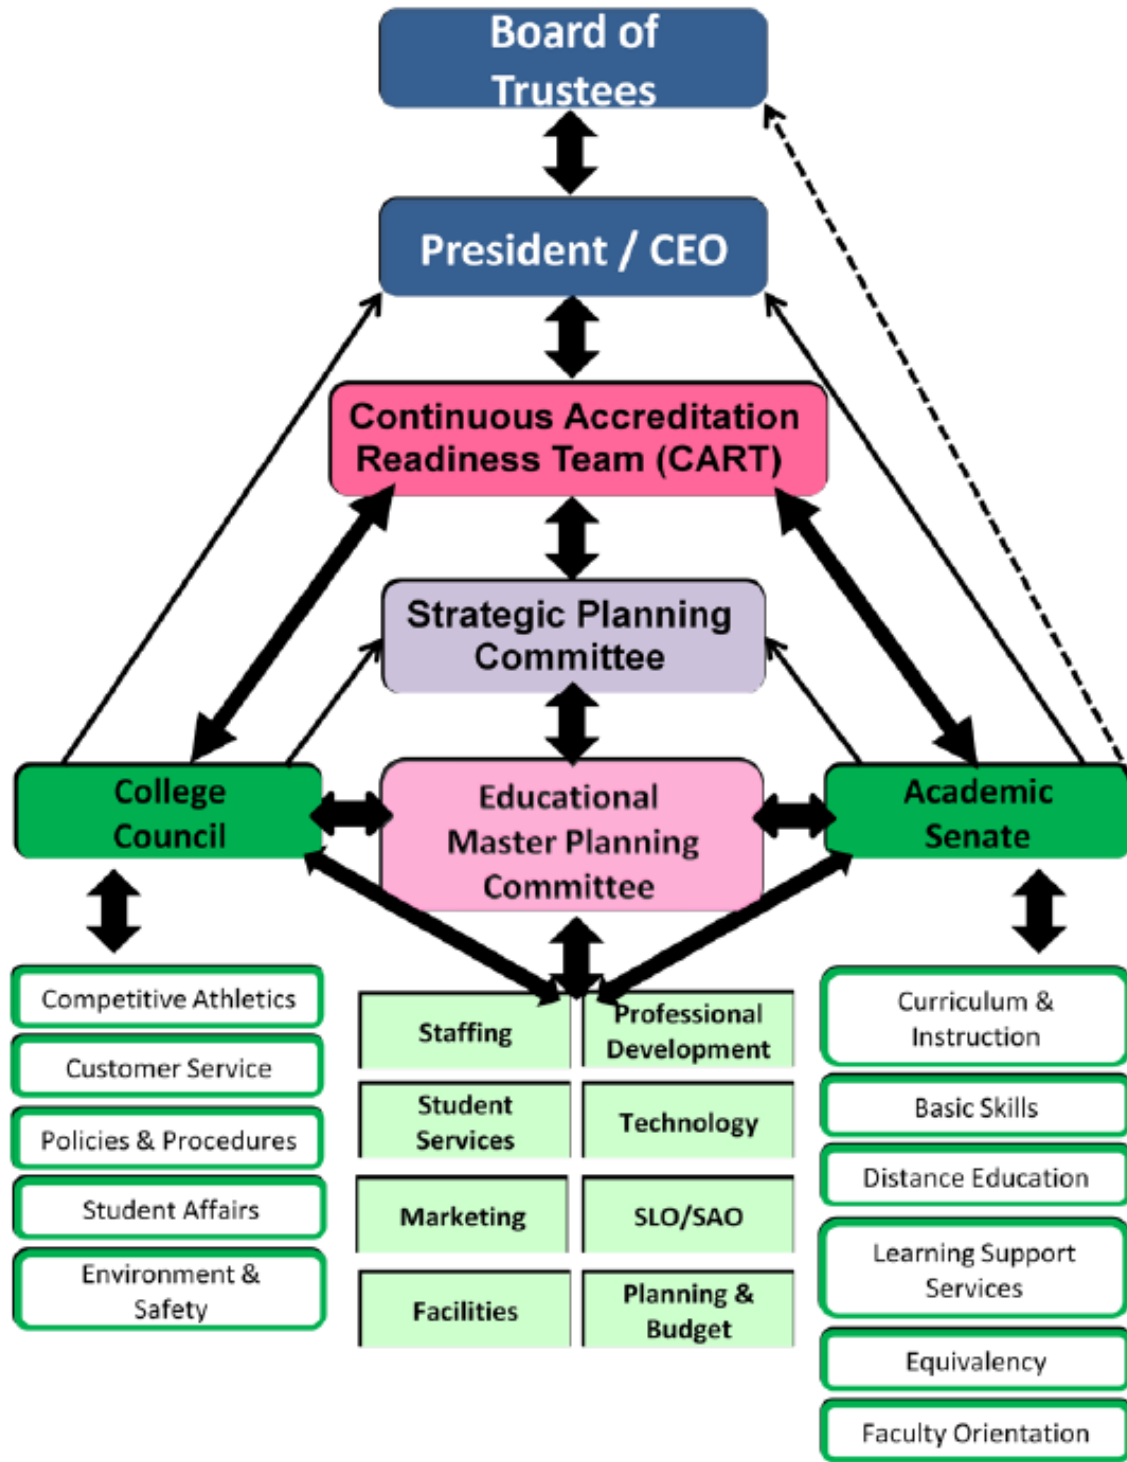 Board of
Trustees
President / CEO
Continuous Accreditation
Readiness Team (CART)
Strategic Planning
Committee
College
Council
Educational
Master Planning
Committee
Academic
Senate
Competitive Athletics
Customer Service
Policies & Procedures
Student Affairs
Environment &
Safety
Staffing
Professional
Development
Student
Services
Technology
Marketing
SLO/SAO
Facilities
Planning &
Budget
Curriculum &
Instruction
Basic Skills
Distance Education
Learning Support
Services
Equivalency
Faculty Orientation